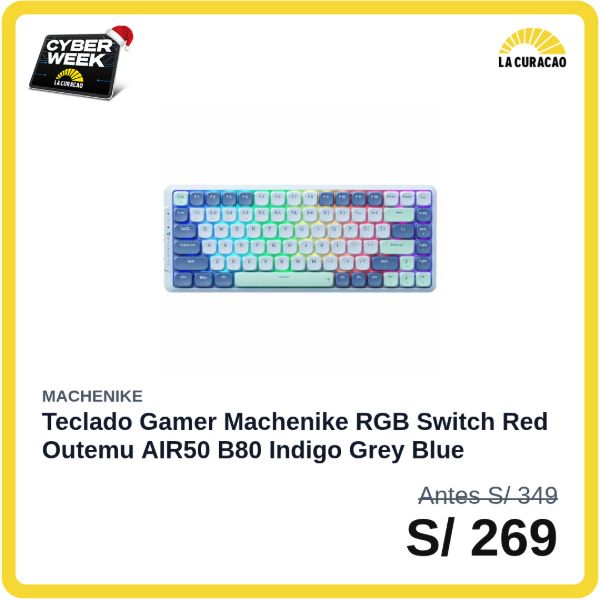 CYBER
WEEK
LA CURACAO
LA CURACAO
MACHENIKE
Teclado Gamer Machenike RGB Switch Red
Outemu AIR50 B80 Indigo Grey Blue
Antes S/ 349
S/ 269